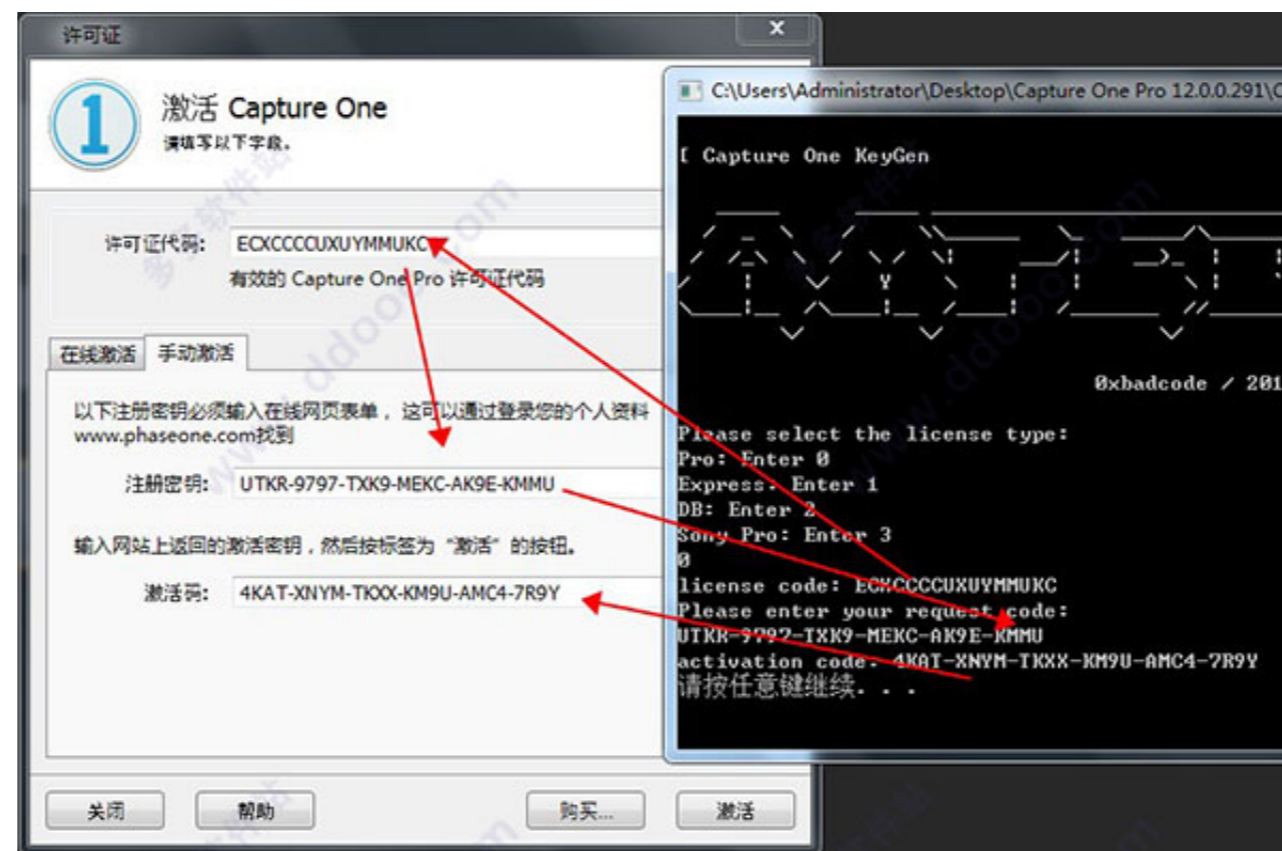 许可证
激活 Capture One
请填写以下字段。
许可证代码: ECXCCCCUXUYMMUKC
有效的 Capture One Pro 许可证代码
在线激活 手动激活
以下注册密钥必须输入在线网页表单，这可以通过登录您的个人资料
www.phaseone.com找到
注册密钥: UTKR-9797-TXK9-MEKC-AK9E-KMMU
输入网站上返回的激活密钥，然后按标签为“激活”的按钮。
激活码: 4KAT-XNYM-TKXX-KM9U-AMC4-7R9Y
关闭 帮助 购买... 激活
C:\Users\Administrator\Desktop\Capture One Pro 12.0.0.291\C
[ Capture One KeyGen
0xbadcode / 201
Please select the license type:
Pro: Enter 0
Express: Enter 1
DB: Enter 2
Sony Pro: Enter 3
0
license code: ECXCCCCUXUYMMUKC
Please enter your request code:
UTKR-9797-TXK9-MEKC-AK9E-KMMU
activation code: 4KAT-XNYM-TKXX-KM9U-AMC4-7R9Y
请按任意键继续. . .
多多软件站
www.ddooo.com